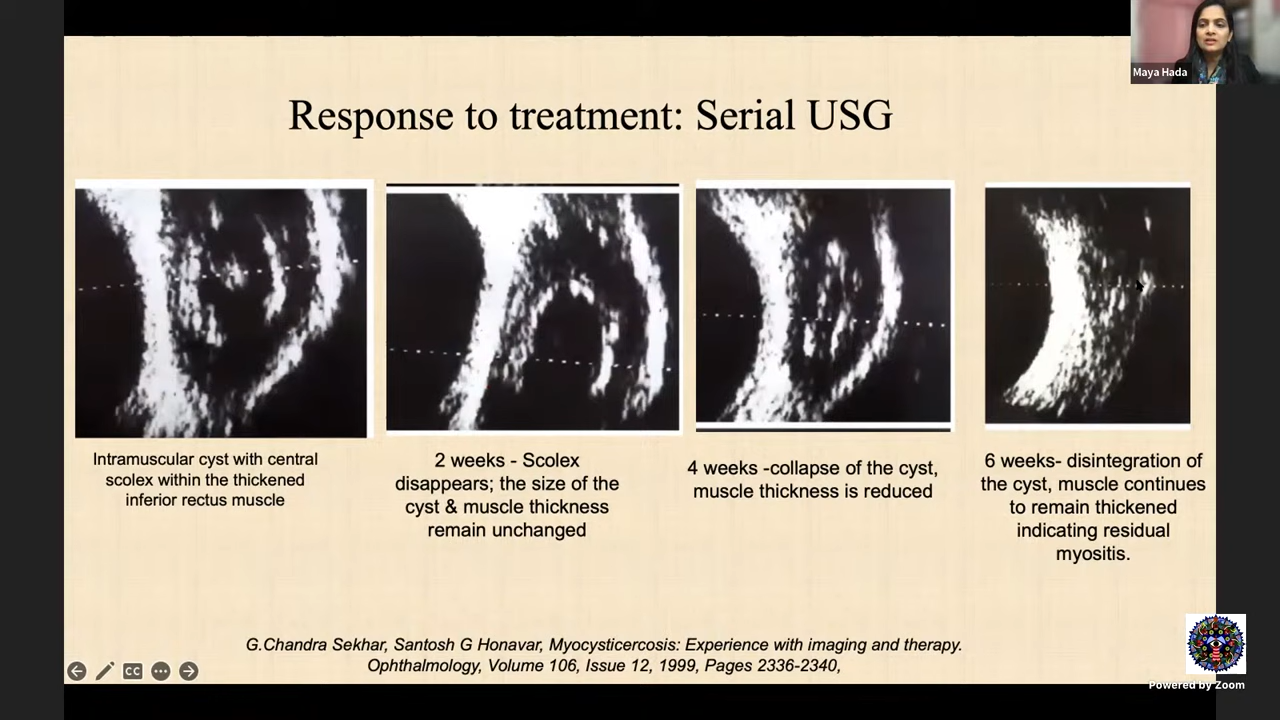 Maya Hada
Response to treatment: Serial USG
Intramuscular cyst with central
scolex within the thickened
inferior rectus muscle
2 weeks - Scolex
disappears; the size of the
cyst & muscle thickness
remain unchanged
4 weeks -collapse of the cyst,
muscle thickness is reduced
6 weeks- disintegration of
the cyst, muscle continues
to remain thickened
indicating residual
myositis.
G.Chandra Sekhar, Santosh G Honavar, Myocysticercosis: Experience with imaging and therapy.
Ophthalmology, Volume 106, Issue 12, 1999, Pages 2336-2340,
CC
Powered by Zoom